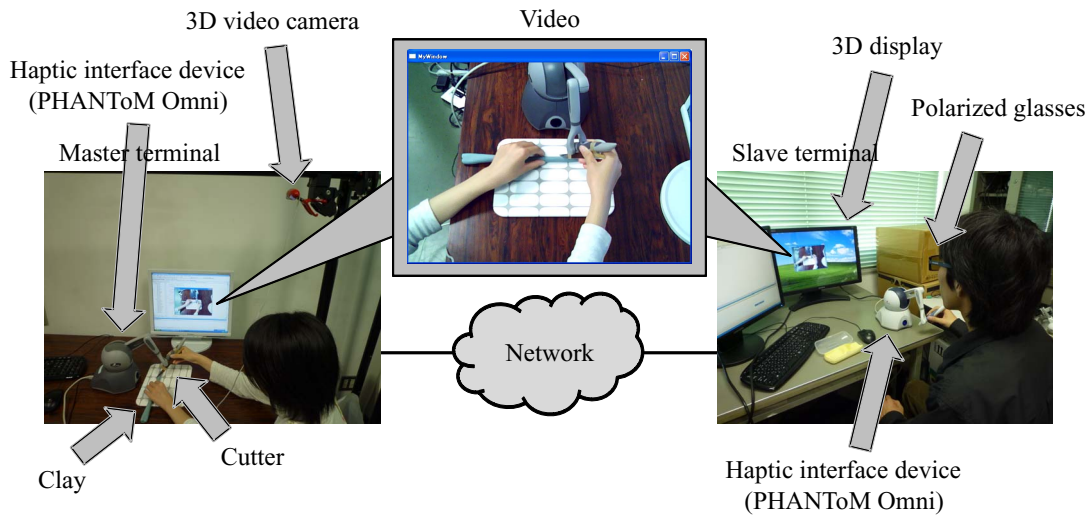 3D video camera
Video
3D display
Haptic interface device
(PHANToM Omni)
Polarized glasses
Master terminal
Slave terminal
MyWindow
Network
Cutter
Clay
Haptic interface device
(PHANToM Omni)